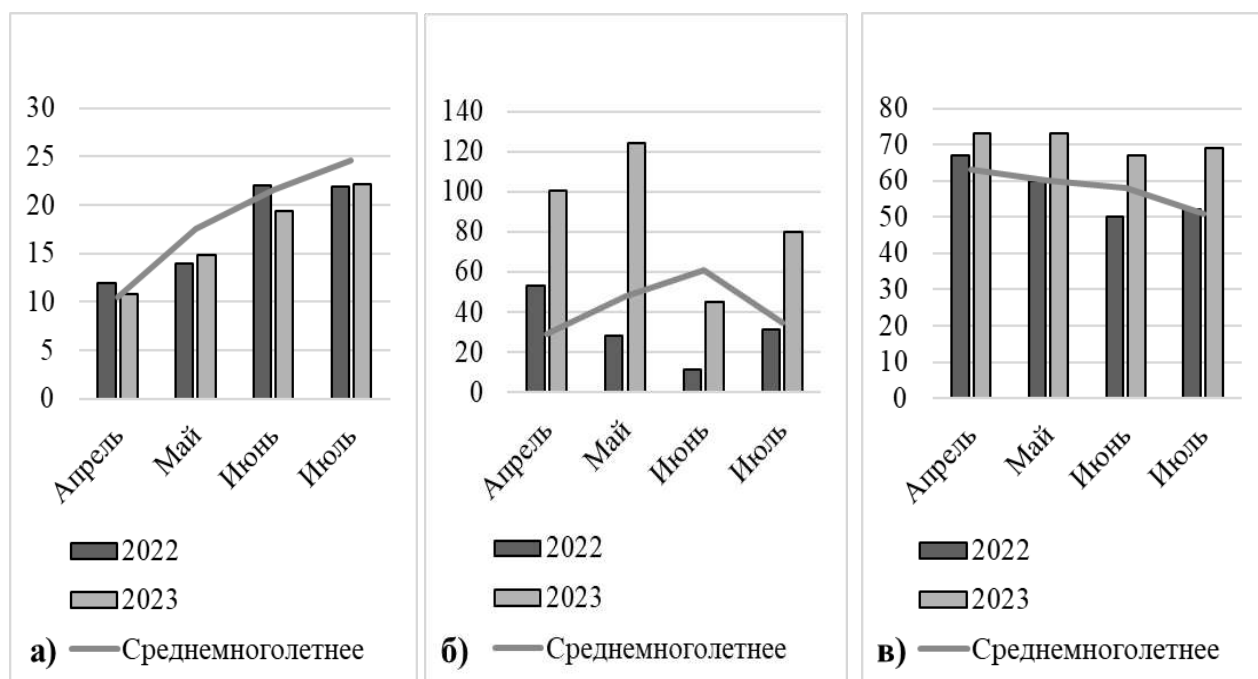 30
25
20
15
10
5
0
Апрель
Май
Июнь
Июль
2022
2023
Среднемноголетнее
а)
140
120
100
80
60
40
20
0
Апрель
Май
Июнь
Июль
2022
2023
Среднемноголетнее
б)
80
70
60
50
40
30
20
10
0
Апрель
Май
Июнь
Июль
2022
2023
Среднемноголетнее
в)